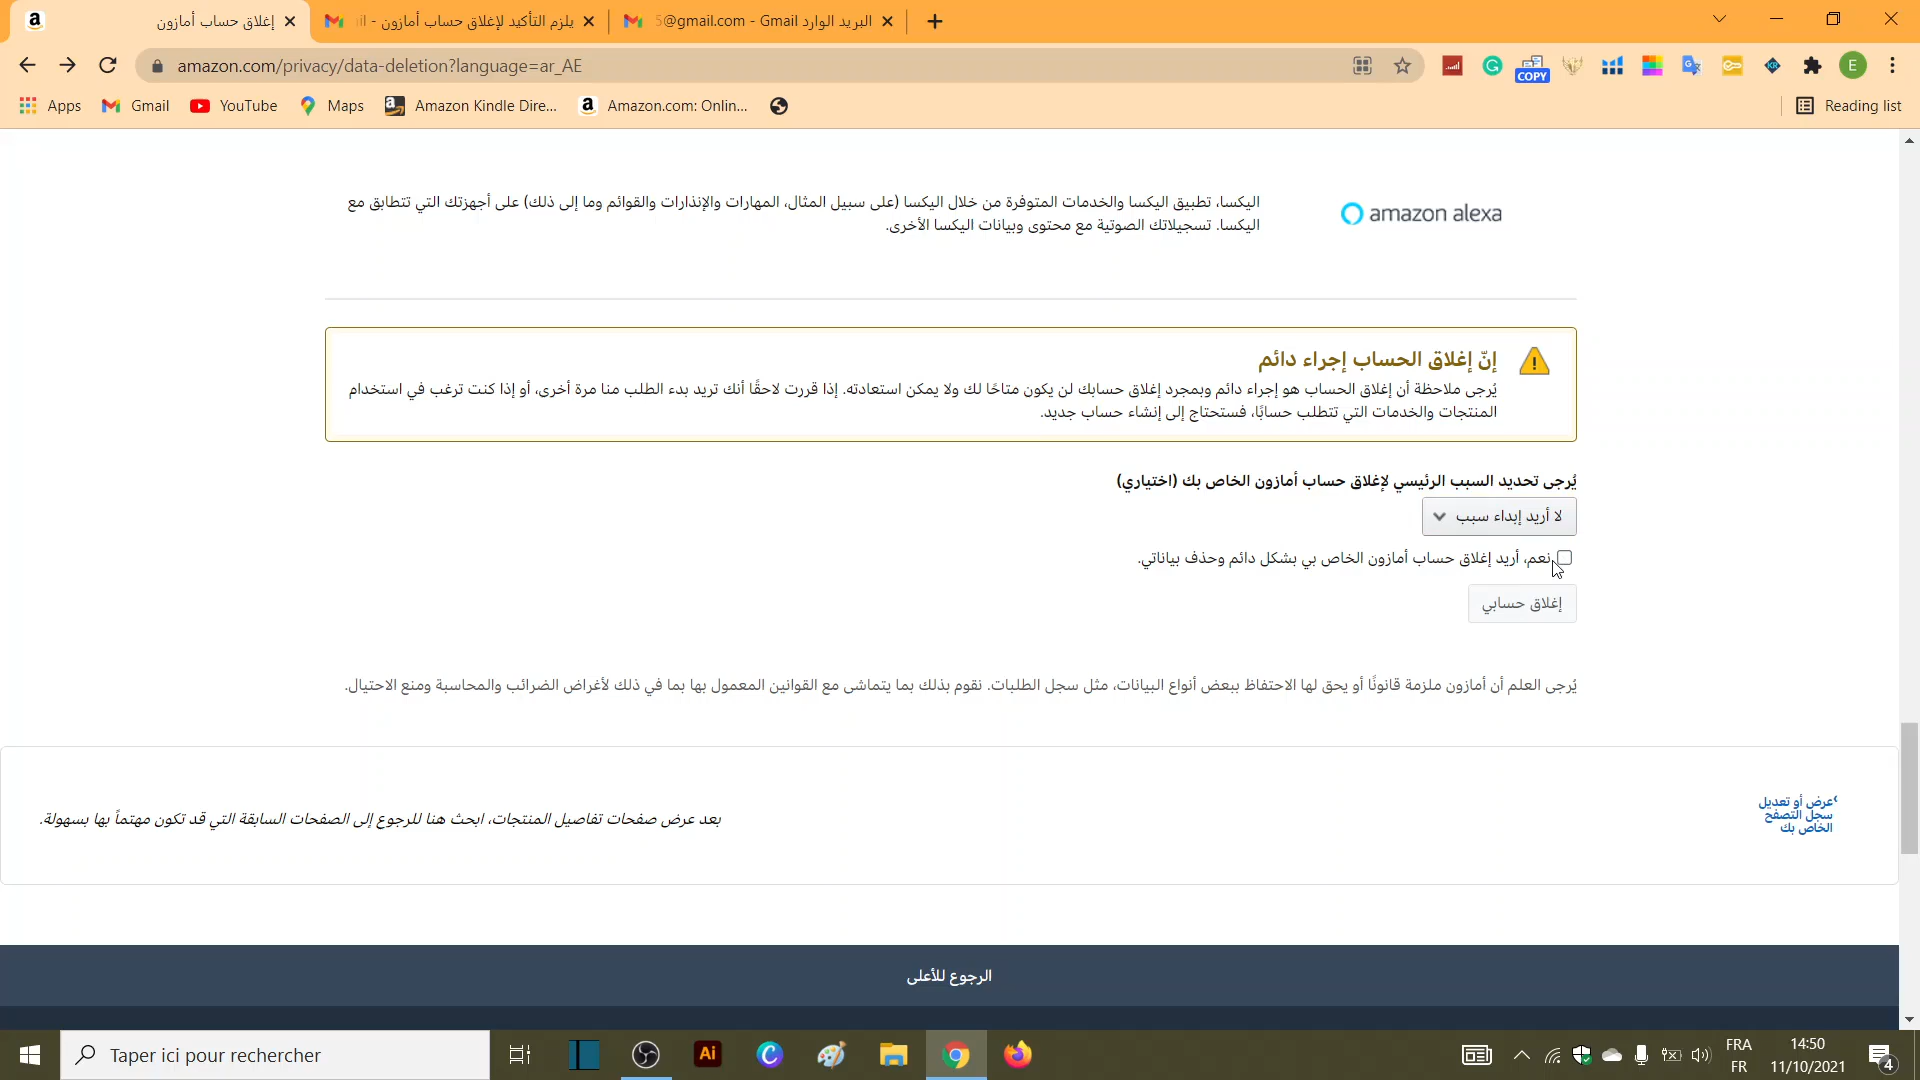 إغلاق حساب أمازون
يلزم التأكيد لإغلاق حساب أمازون - il
البريد الوارد - 5@gmail.com - Gmail
amazon.com/privacy/data-deletion?language=ar_AE
COPY
E
Apps
Gmail
YouTube
Maps
Amazon Kindle Dire...
Amazon.com: Onlin...
Reading list
اليكسا، تطبيق اليكسا والخدمات المتوفرة من خلال اليكسا (على سبيل المثال، المهارات والإنذارات والقوائم وما إلى ذلك) على أجهزتك التي تتطابق مع
اليكسا. تسجيلاتك الصوتية مع محتوى وبيانات اليكسا الأخرى.
amazon alexa
إنّ إغلاق الحساب إجراء دائم
يُرجى ملاحظة أن إغلاق الحساب هو إجراء دائم وبمجرد إغلاق حسابك لن يكون متاحًا لك ولا يمكن استعادته. إذا قررت لاحقًا أنك تريد بدء الطلب منا مرة أخرى، أو إذا كنت ترغب في استخدام
المنتجات والخدمات التي تتطلب حسابًا، فستحتاج إلى إنشاء حساب جديد.
يُرجى تحديد السبب الرئيسي لإغلاق حساب أمازون الخاص بك (اختياري)
لا أريد إبداء سبب
نعم، أريد إغلاق حساب أمازون الخاص بي بشكل دائم وحذف بياناتي.
إغلاق حسابي
يُرجى العلم أن أمازون ملزمة قانونًا أو يحق لها الاحتفاظ ببعض أنواع البيانات، مثل سجل الطلبات. نقوم بذلك بما يتماشى مع القوانين المعمول بها بما في ذلك لأغراض الضرائب والمحاسبة ومنع الاحتيال.
بعد عرض صفحات تفاصيل المنتجات، ابحث هنا للرجوع إلى الصفحات السابقة التي قد تكون مهتماً بها بسهولة.
›عرض أو تعديل
سجل التصفح
الخاص بك
الرجوع للأعلى
Taper ici pour rechercher
Ai
FRA
FR
14:50
11/10/2021
4